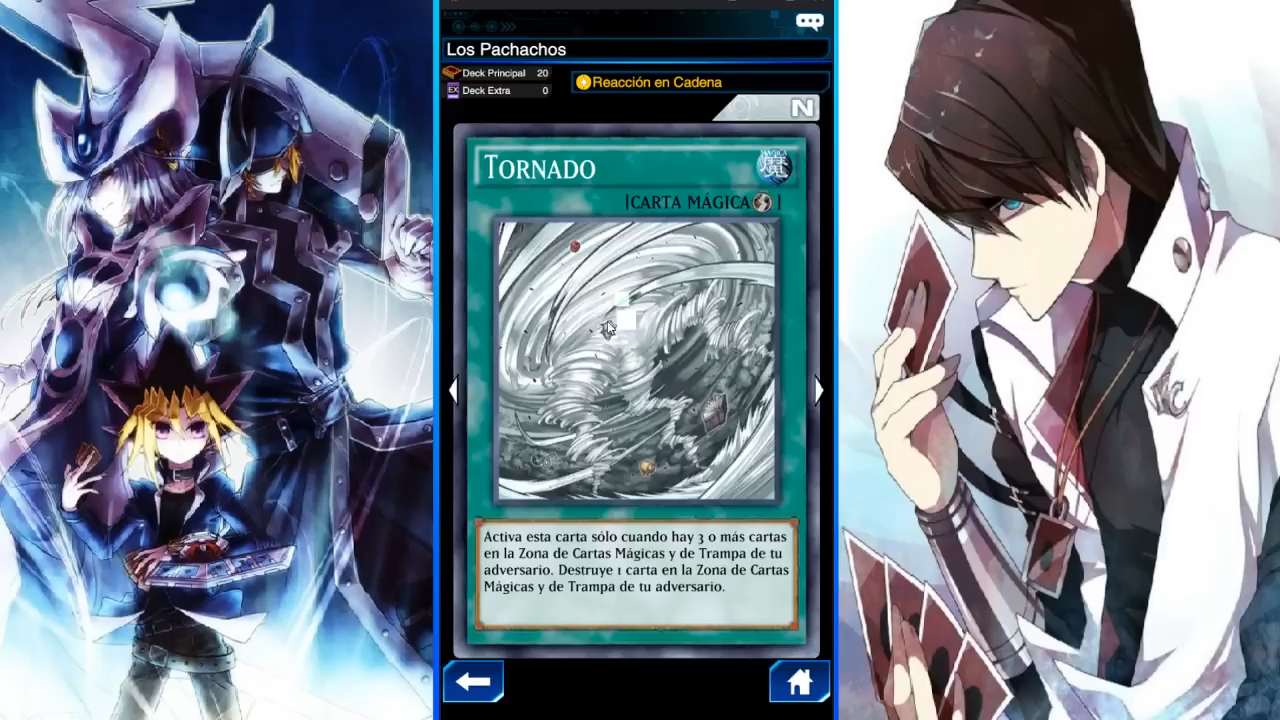 Los Pachachos
Deck Principal 20
Reacción en Cadena
EX Deck Extra 0
N
TORNADO
MÁGICA
[CARTA MÁGICA ]
Activa esta carta sólo cuando hay 3 o más cartas
en la Zona de Cartas Mágicas y de Trampa de tu
adversario. Destruye 1 carta en la Zona de Cartas
Mágicas y de Trampa de tu adversario.